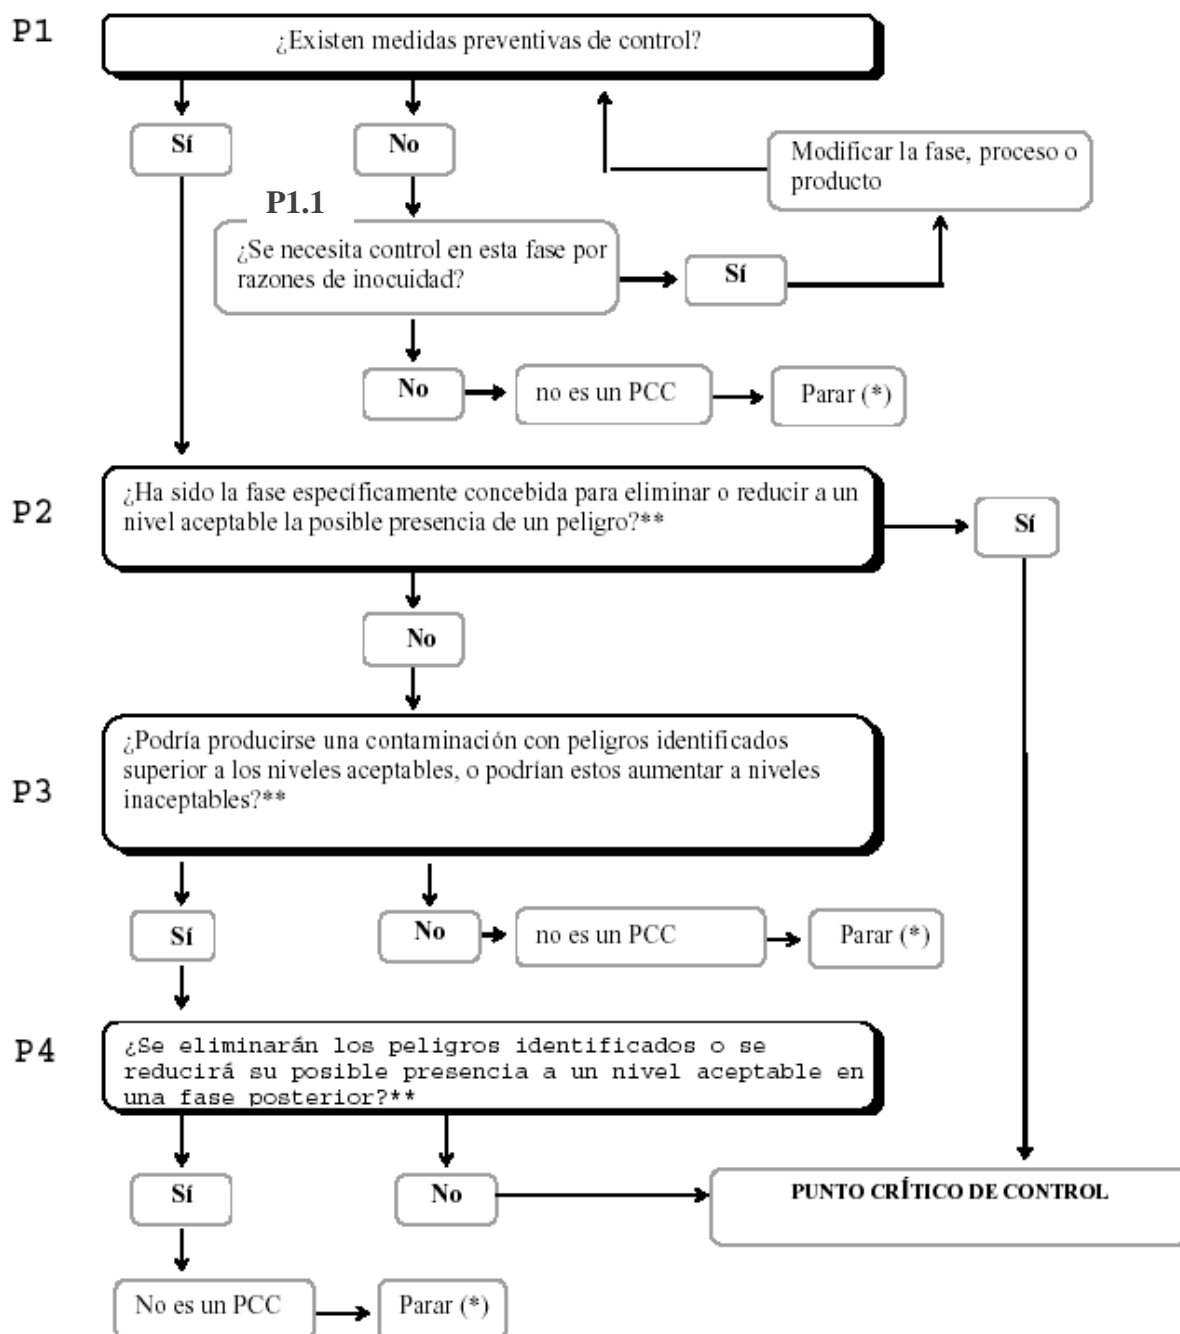 P1
¿Existen medidas preventivas de control?
Sí
No
Modificar la fase, proceso o
producto
P1.1
¿Se necesita control en esta fase por
razones de inocuidad?
Sí
No
no es un PCC
Parar (*)
P2
¿Ha sido la fase específicamente concebida para eliminar o reducir a un
nivel aceptable la posible presencia de un peligro?**
Sí
No
P3
¿Podría producirse una contaminación con peligros identificados
superior a los niveles aceptables, o podrían estos aumentar a niveles
inaceptables?**
Sí
No
no es un PCC
Parar (*)
P4
¿Se eliminarán los peligros identificados o se
reducirá su posible presencia a un nivel aceptable en
una fase posterior?**
Sí
No
PUNTO CRÍTICO DE CONTROL
No es un PCC
Parar (*)